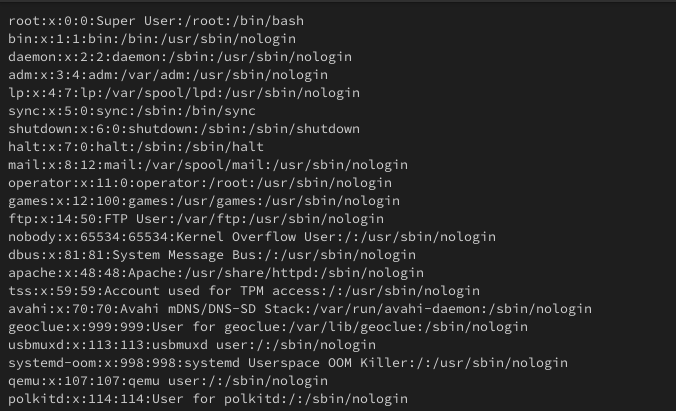 root:x:0:0:Super User:/root:/bin/bash
bin:x:1:1:bin:/bin:/usr/sbin/nologin
daemon:x:2:2:daemon:/sbin:/usr/sbin/nologin
adm:x:3:4:adm:/var/adm:/usr/sbin/nologin
lp:x:4:7:lp:/var/spool/lpd:/usr/sbin/nologin
sync:x:5:0:sync:/sbin:/bin/sync
shutdown:x:6:0:shutdown:/sbin:/sbin/shutdown
halt:x:7:0:halt:/sbin:/sbin/halt
mail:x:8:12:mail:/var/spool/mail:/usr/sbin/nologin
operator:x:11:0:operator:/root:/usr/sbin/nologin
games:x:12:100:games:/usr/games:/usr/sbin/nologin
ftp:x:14:50:FTP User:/var/ftp:/usr/sbin/nologin
nobody:x:65534:65534:Kernel Overflow User:/:/usr/sbin/nologin
dbus:x:81:81:System Message Bus:/:/usr/sbin/nologin
apache:x:48:48:Apache:/usr/share/httpd:/sbin/nologin
tss:x:59:59:Account used for TPM access:/:/usr/sbin/nologin
avahi:x:70:70:Avahi mDNS/DNS-SD Stack:/var/run/avahi-daemon:/sbin/nologin
geoclue:x:999:999:User for geoclue:/var/lib/geoclue:/sbin/nologin
usbmuxd:x:113:113:usbmuxd user:/:/sbin/nologin
systemd-oom:x:998:998:systemd Userspace OOM Killer:/:/usr/sbin/nologin
qemu:x:107:107:qemu user:/:/sbin/nologin
polkitd:x:114:114:User for polkitd:/:/sbin/nologin